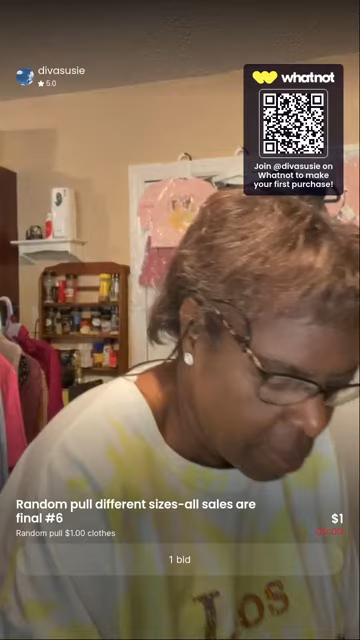 divasusie
★ 5.0
whatnot
Join @divasusie on
Whatnot to make
your first purchase!
Random pull different sizes-all sales are
final #6
$1
Random pull $1.00 clothes
1 bid
Los